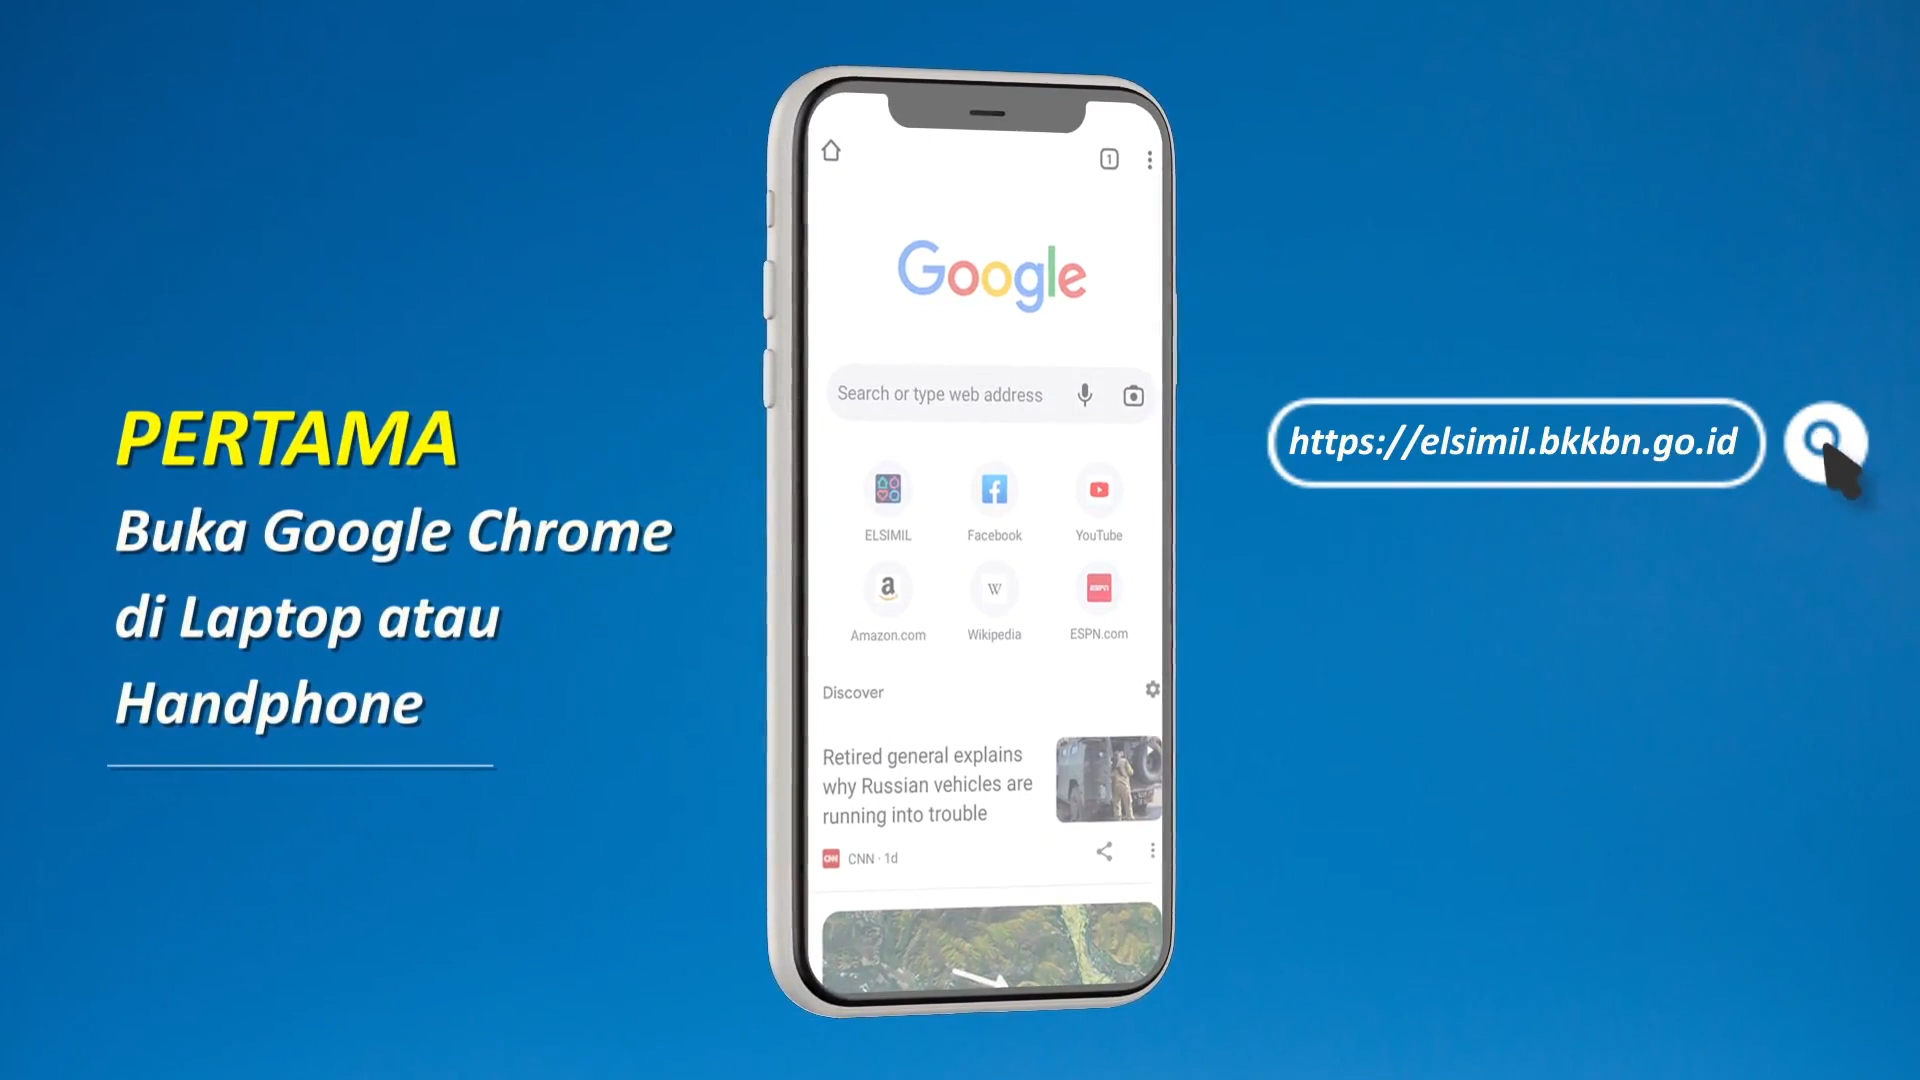 PERTAMA
Buka Google Chrome
di Laptop atau
Handphone
1
Google
Search or type web address
ELSIMIL
Facebook
YouTube
Amazon.com
Wikipedia
ESPN.com
Discover
Retired general explains
why Russian vehicles are
running into trouble
CNN CNN · 1d
https://elsimil.bkkbn.go.id